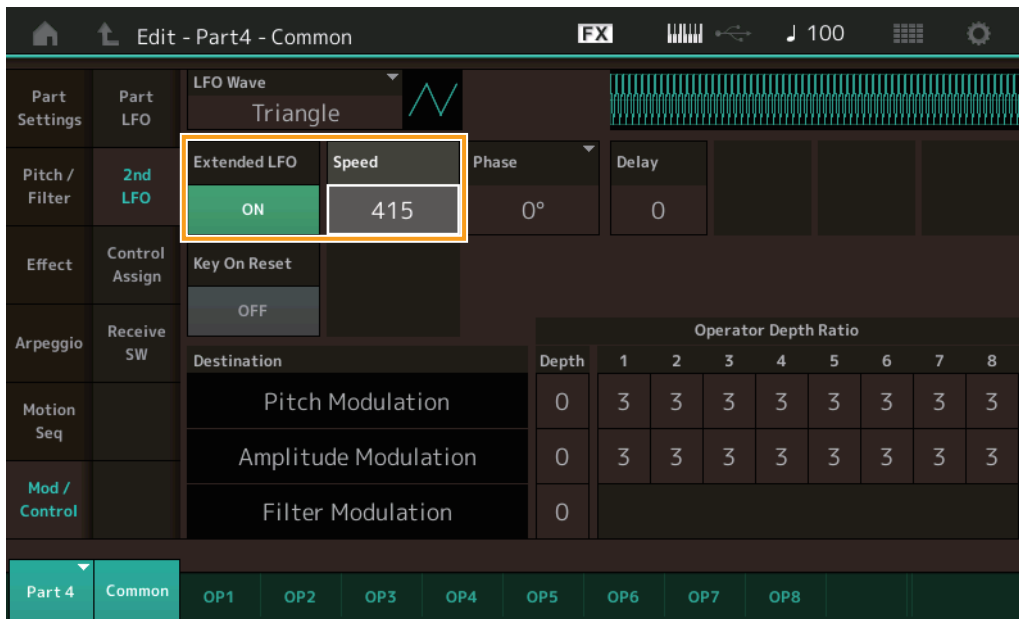 Edit - Part4 - Common
FX
♩ 100
Part
Settings
Part
LFO
LFO Wave
Triangle
Pitch /
Filter
2nd
LFO
Extended LFO
ON
Speed
415
Phase
0°
Delay
0
Effect
Control
Assign
Key On Reset
OFF
Arpeggio
Receive
SW
Operator Depth Ratio
Destination Depth 1 2 3 4 5 6 7 8
Pitch Modulation 0 3 3 3 3 3 3 3 3
Amplitude Modulation 0 3 3 3 3 3 3 3 3
Filter Modulation 0
Motion
Seq
Mod /
Control
Part 4 Common OP1 OP2 OP3 OP4 OP5 OP6 OP7 OP8